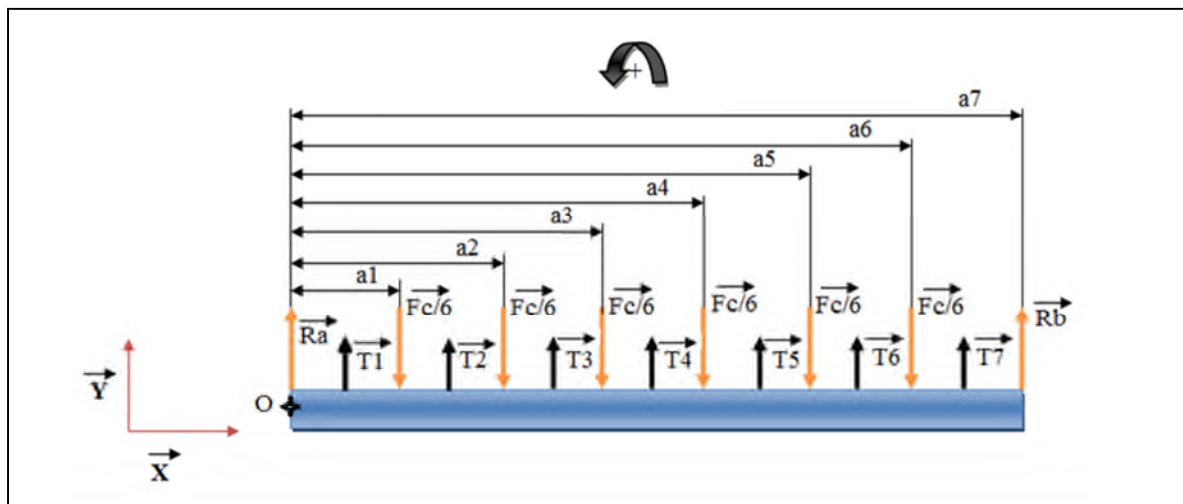 +
a7
a6
a5
a4
a3
a2
a1
Fc/6 Fc/6 Fc/6 Fc/6 Fc/6 Fc/6
Ra Rb
T1 T2 T3 T4 T5 T6 T7
Y
O
X